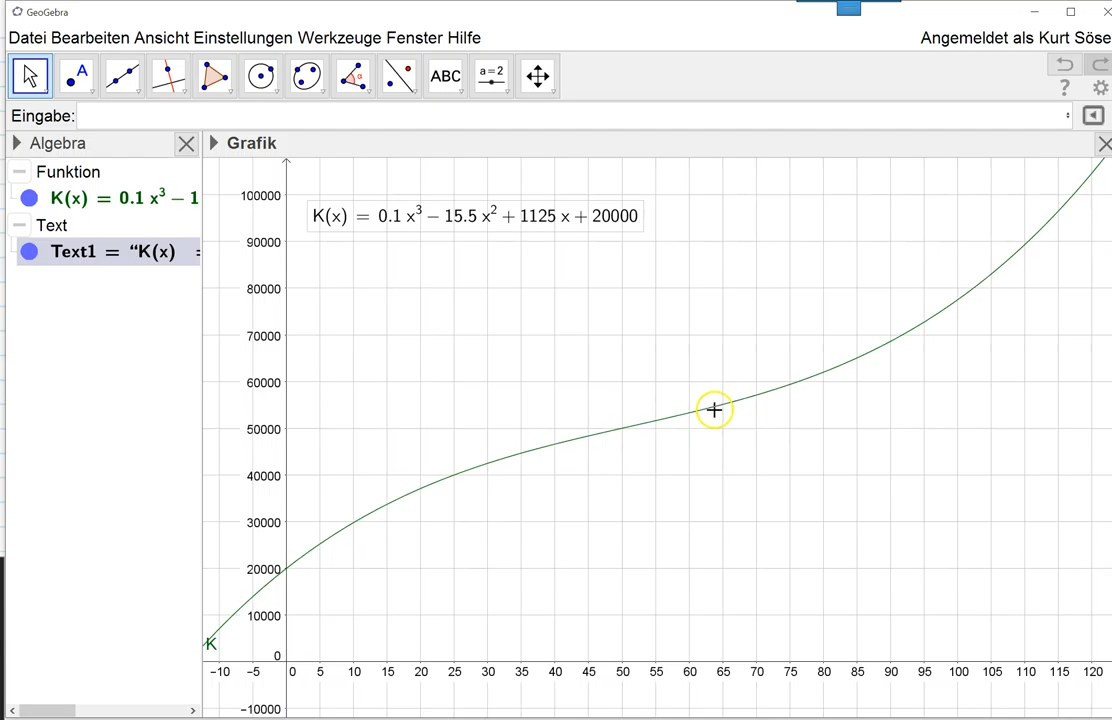 GeoGebra
Datei Bearbeiten Ansicht Einstellungen Werkzeuge Fenster Hilfe
Angemeldet als Kurt Söse
A
α
ABC
a=2
?
Eingabe:
Algebra
Grafik
Funktion
K(x) = 0.1 x³ − 1
Text
Text1 = “K(x) =
K(x) = 0.1 x³ − 15.5 x² + 1125 x + 20000
100000
90000
80000
70000
60000
50000
40000
30000
20000
10000
0
−10000
K
−10 −5 0 5 10 15 20 25 30 35 40 45 50 55 60 65 70 75 80 85 90 95 100 105 110 115 120